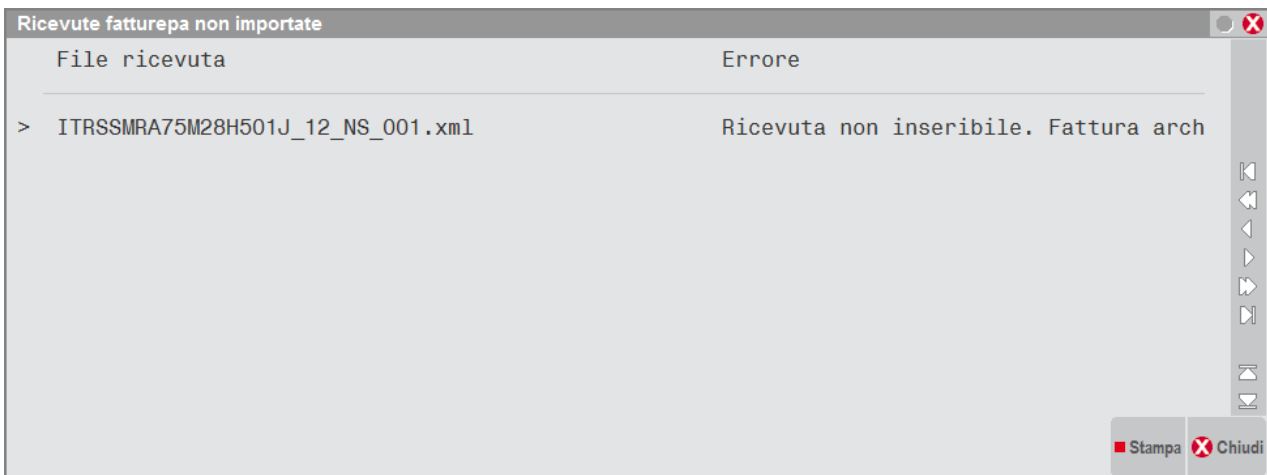 Ricevute fatturepa non importate
File ricevuta Errore
> ITRSSMRA75M28H501J_12_NS_001.xml Ricevuta non inseribile. Fattura arch
Stampa Chiudi